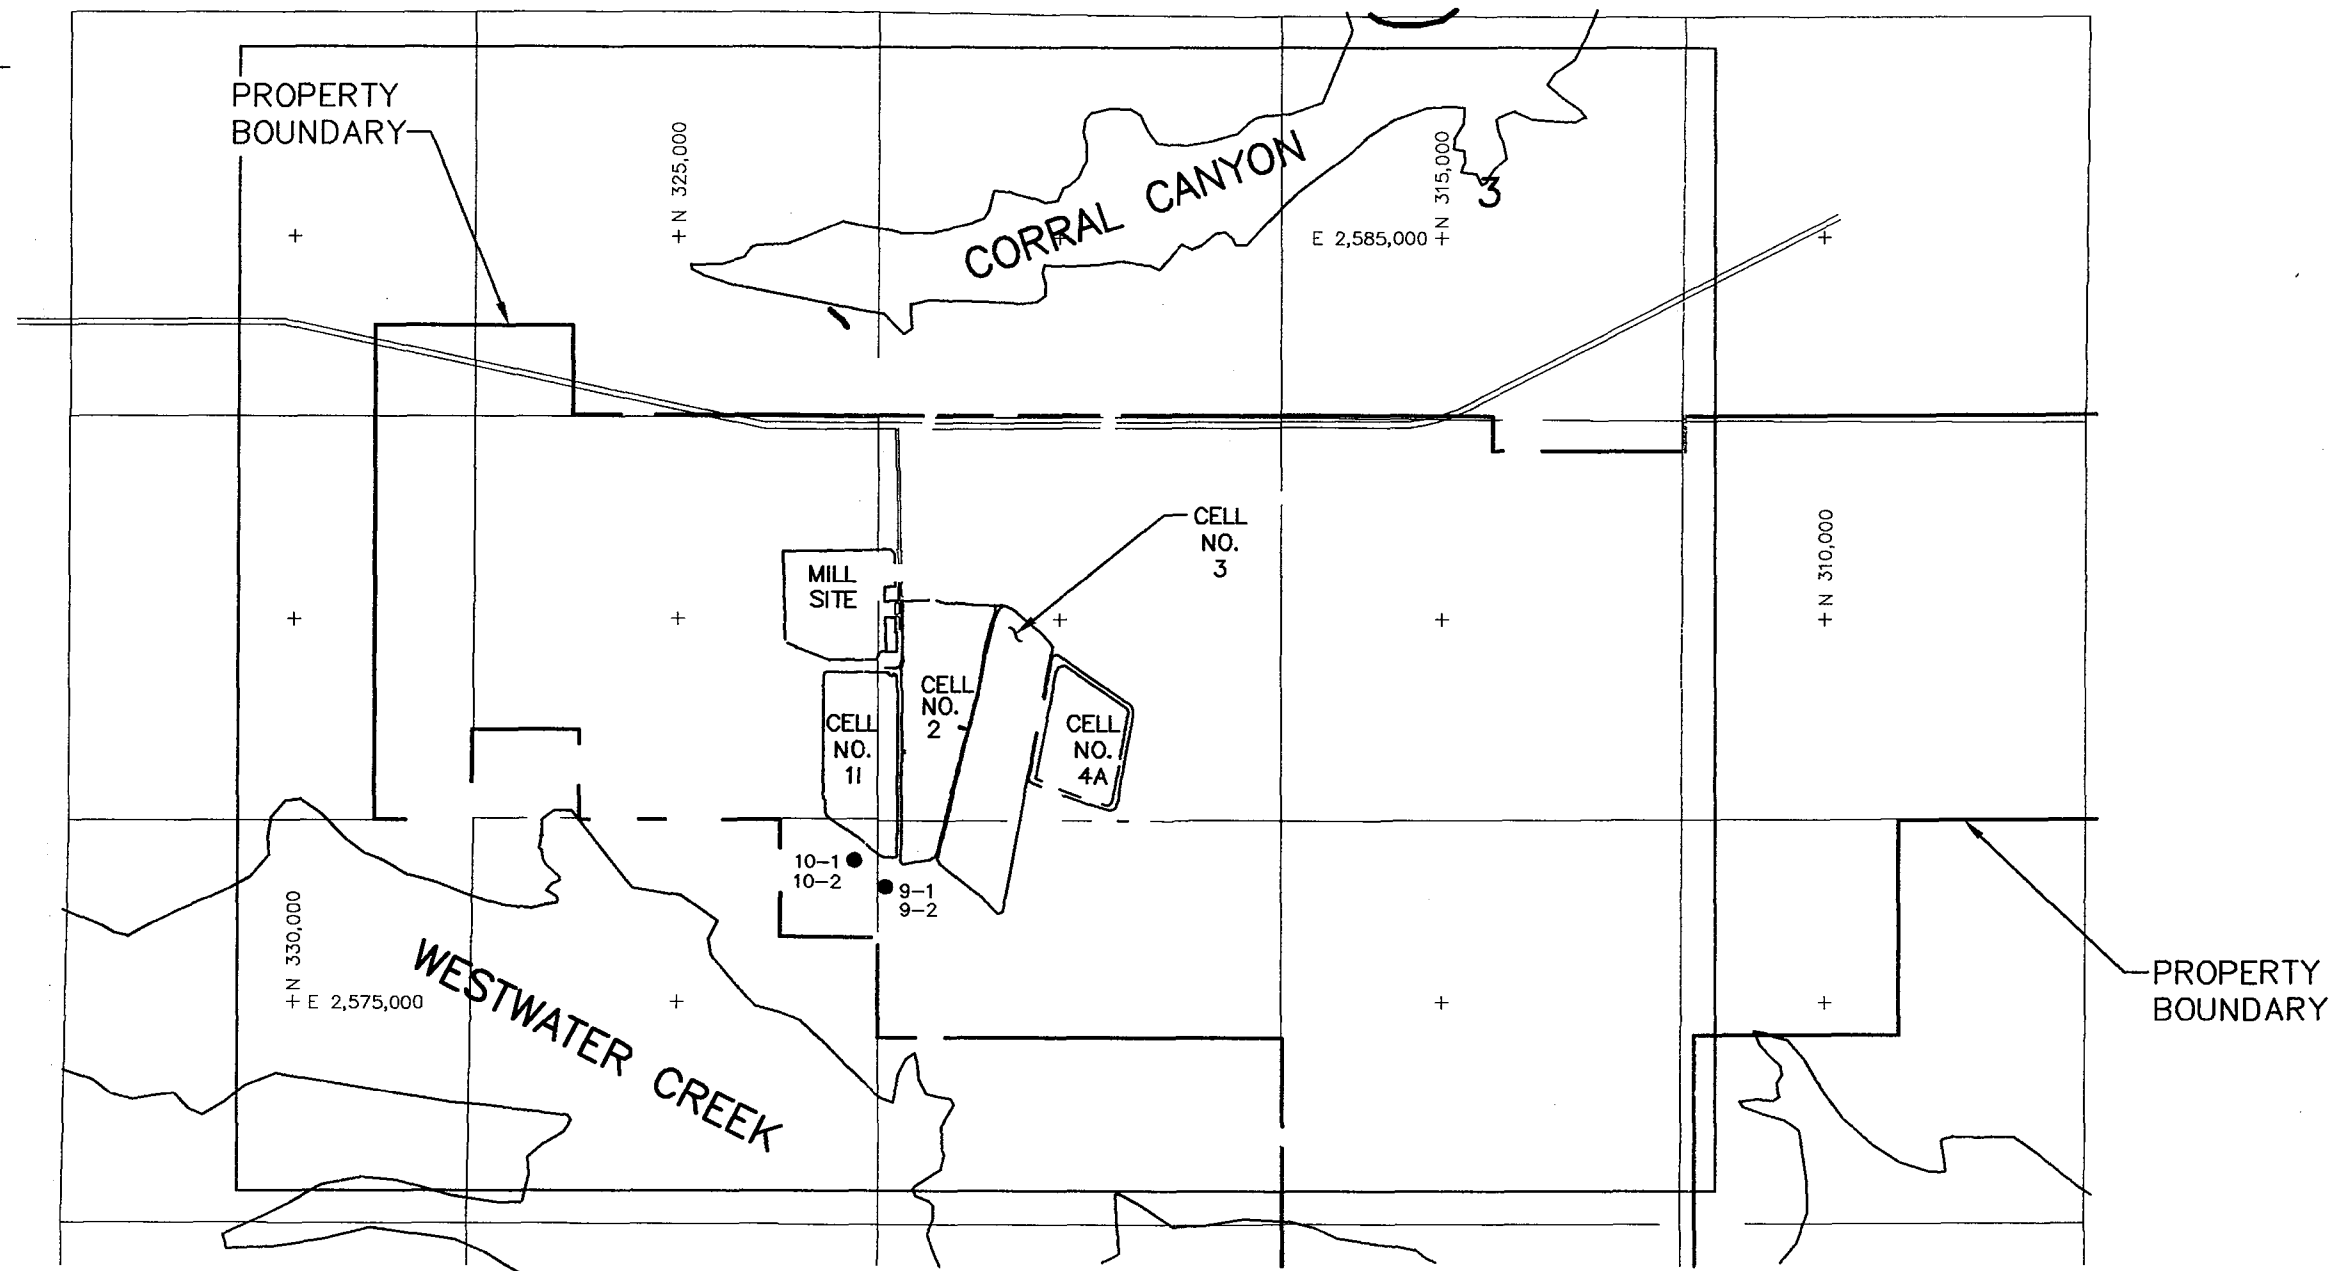 PROPERTY
BOUNDARY
N 325,000
CORRAL CANYON
N 315,000
3
E 2,585,000
CELL
NO.
3
N 310,000
MILL
SITE
CELL
NO.
2
CELL
NO.
1I
CELL
NO.
4A
10-1
10-2
9-1
9-2
N 330,000
E 2,575,000
WESTWATER CREEK
PROPERTY
BOUNDARY